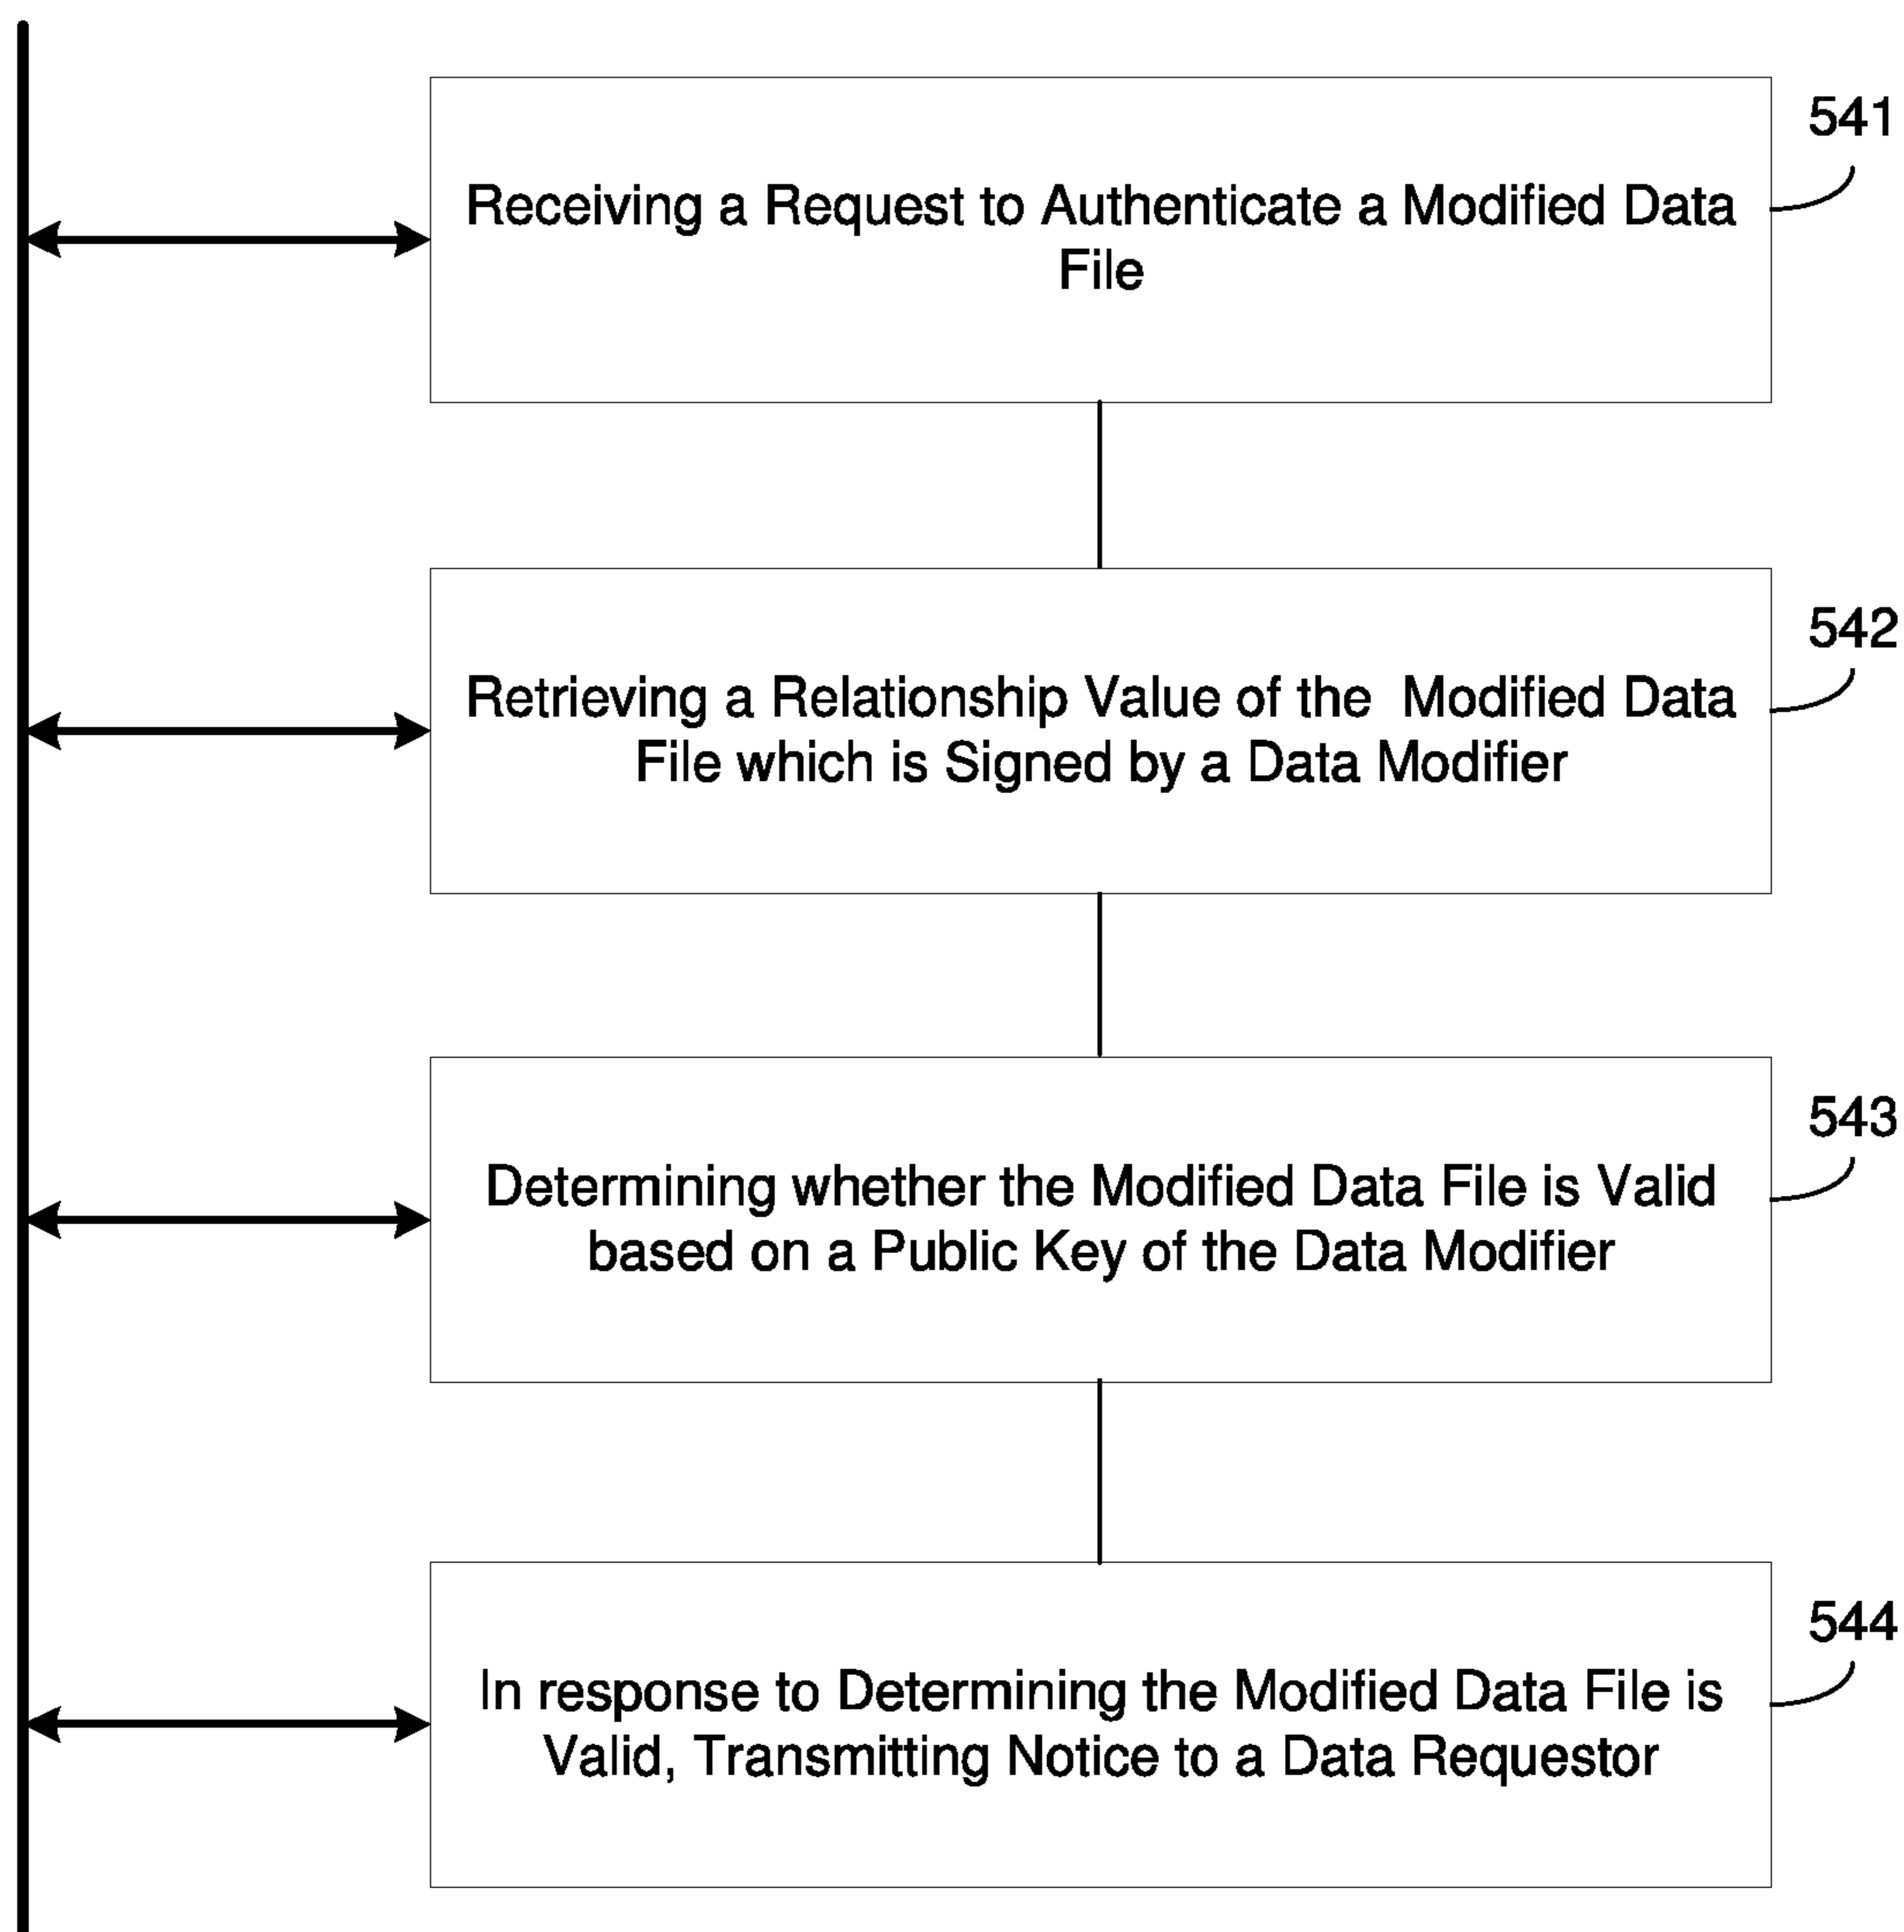 541
Receiving a Request to Authenticate a Modified Data
File
542
Retrieving a Relationship Value of the  Modified Data
File which is Signed by a Data Modifier
543
Determining whether the Modified Data File is Valid
based on a Public Key of the Data Modifier
544
In response to Determining the Modified Data File is
Valid, Transmitting Notice to a Data Requestor